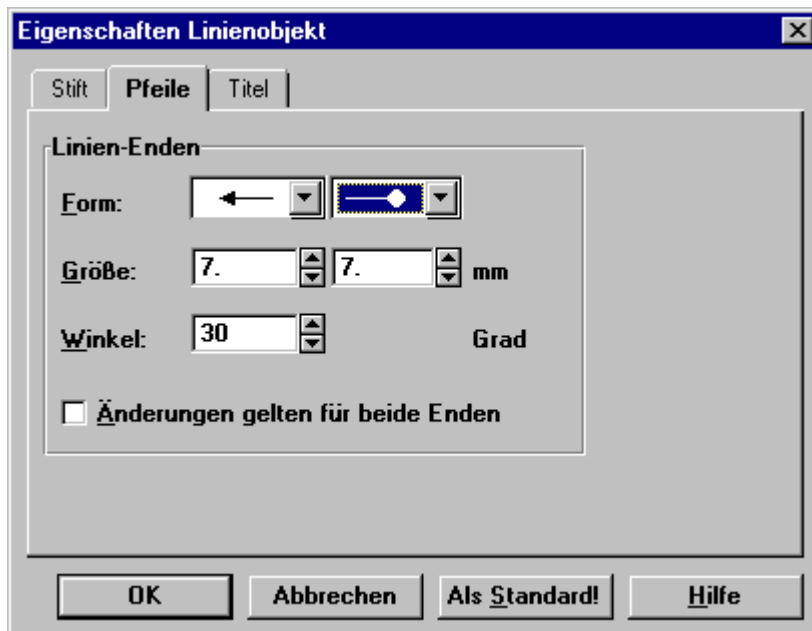 Eigenschaften Linienobjekt
Stift Pfeile Titel
Linien-Enden
Form:
Größe: 7. 7. mm
Winkel: 30 Grad
Änderungen gelten für beide Enden
OK Abbrechen Als Standard! Hilfe